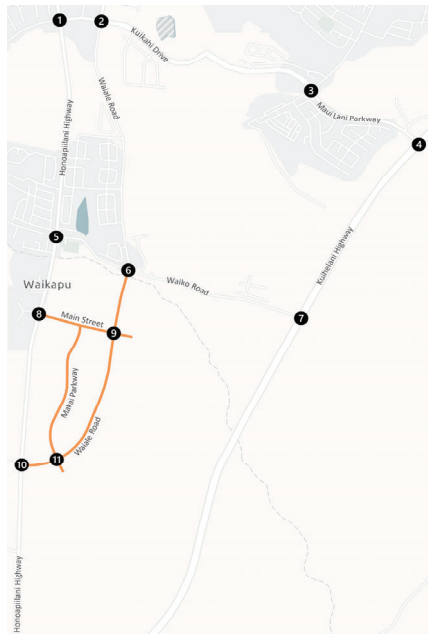 1
2
Kuikahi Drive
Waiale Road
3
Maui Lani Parkway
4
Honoapiilani Highway
5
6
Waiko Road
Kuihelani Highway
7
Waikapu
8
Main Street
9
Malai Parkway
Waiale Road
10
11
Honoapiilani Highway